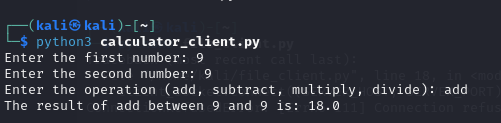 ┌──(kali㉿kali)-[~]
└─$ python3 calculator_client.py
Enter the first number: 9
Enter the second number: 9
Enter the operation (add, subtract, multiply, divide): add
The result of add between 9 and 9 is: 18.0